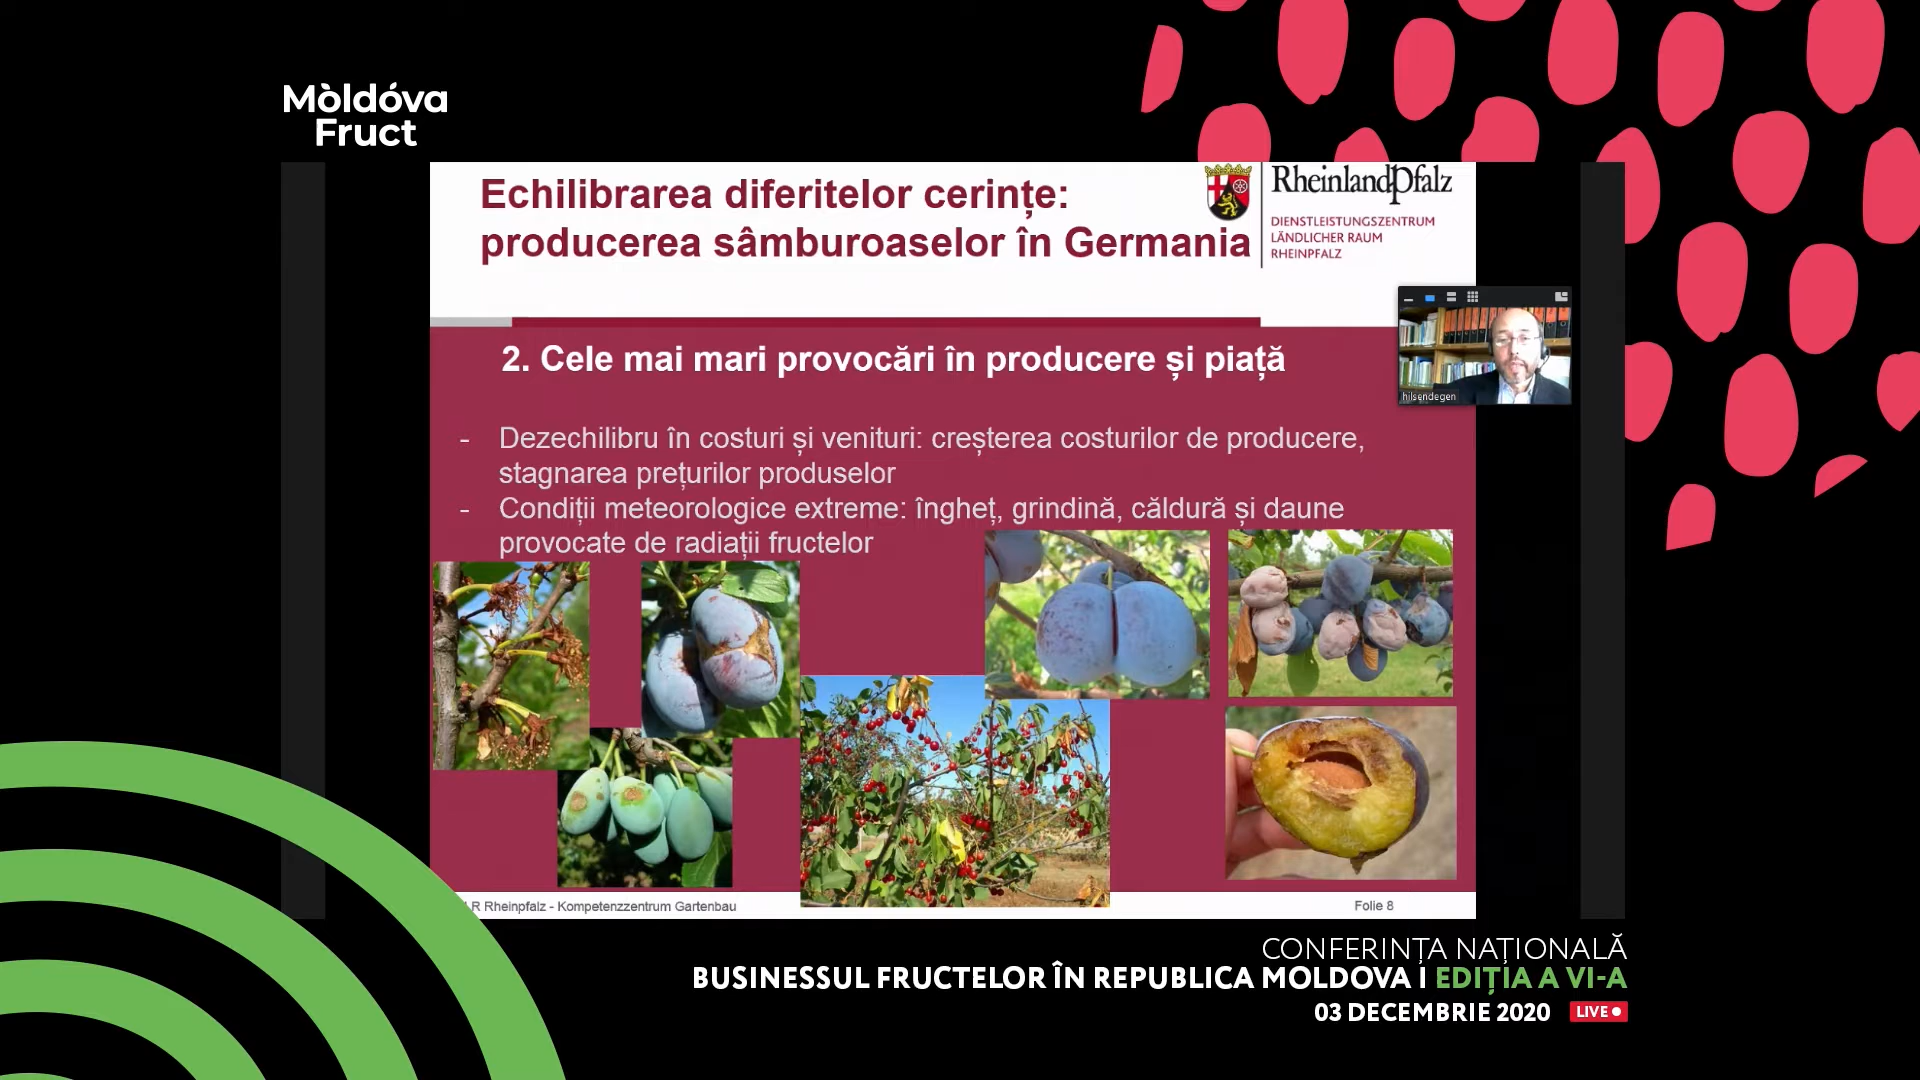 Mòldóva
Fruct
Echilibrarea diferitelor cerințe:
producerea sâmburoaselor în Germania
RheinlandPfalz
DIENSTLEISTUNGSZENTRUM
LÄNDLICHER RAUM
RHEINPFALZ
hilsendegen
2. Cele mai mari provocări în producere și piață
- Dezechilibru în costuri și venituri: creșterea costurilor de producere,
stagnarea prețurilor produselor
- Condiții meteorologice extreme: îngheț, grindină, căldură și daune
provocate de radiații fructelor
R Rheinpfalz - Kompetenzzentrum Gartenbau
Folie 8
CONFERINȚA NAȚIONALĂ
BUSINESSUL FRUCTELOR ÎN REPUBLICA MOLDOVA I EDIȚIA A VI-A
03 DECEMBRIE 2020 LIVE